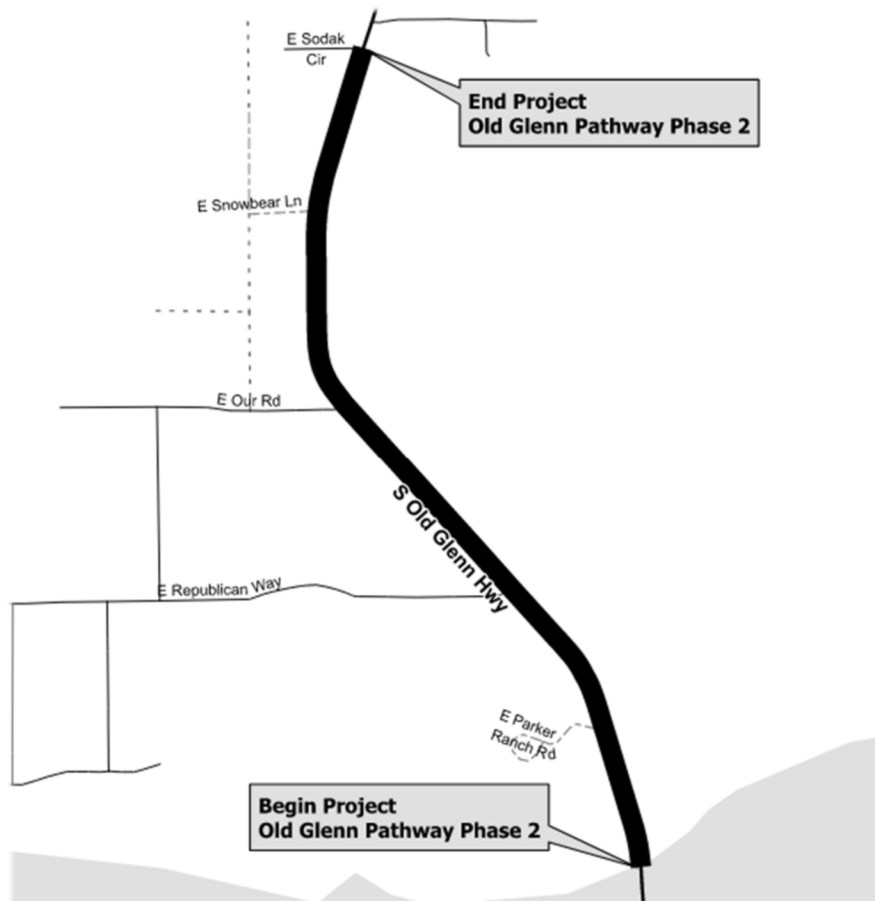 E Sodak
Cir
End Project
Old Glenn Pathway Phase 2
E Snowbear Ln
E Our Rd
S Old Glenn Hwy
E Republican Way
E Parker
Ranch Rd
Begin Project
Old Glenn Pathway Phase 2